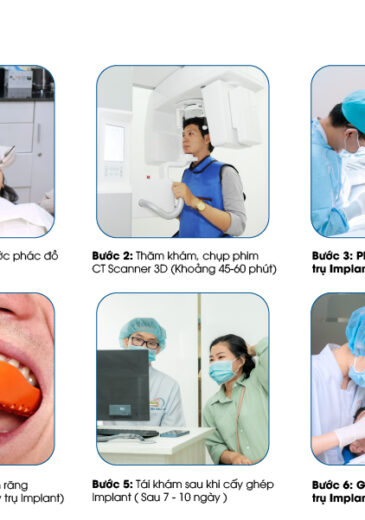 ớc phác đồ
Bước 2: Thăm khám, chụp phim
CT Scanner 3D (Khoảng 45-60 phút)
Bước 3:
trụ Implan
răng
trụ Implant)
Bước 5: Tái khám sau khi cấy ghép
Implant ( Sau 7 - 10 ngày )
Bước 6: G
trụ Implan